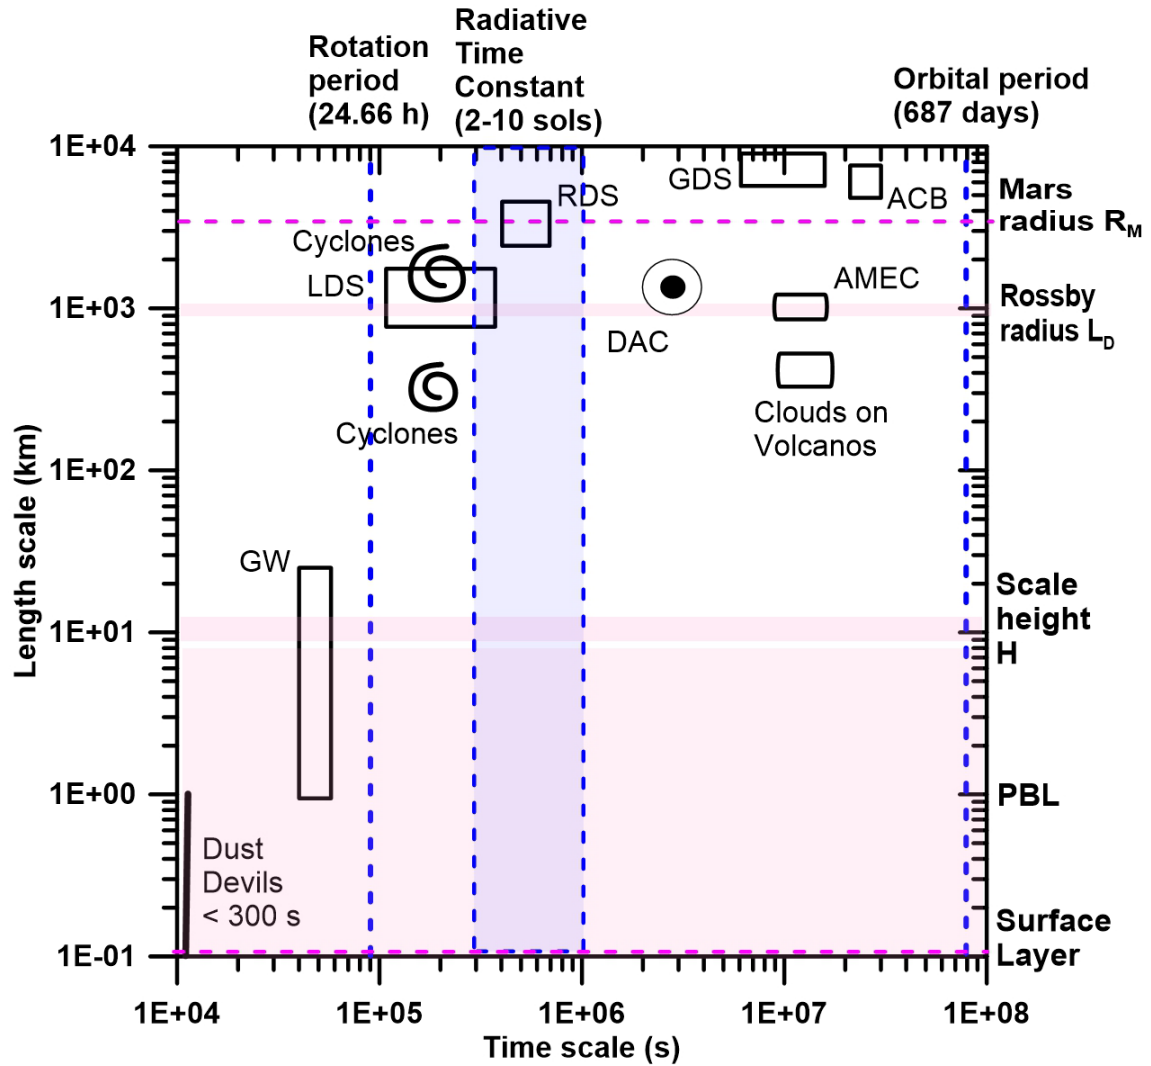 Rotation
period
(24.66 h)
Radiative
Time
Constant
(2-10 sols)
Orbital period
(687 days)
1E+04
1E+03
1E+02
1E+01
1E+00
1E-01
Length scale (km)
GDS
ACB
RDS
Cyclones
LDS
AMEC
DAC
Cyclones
Clouds on
Volcanos
GW
Dust
Devils
< 300 s
Mars
radius R_M
Rossby
radius L_D
Scale
height
H
PBL
Surface
Layer
1E+04
1E+05
1E+06
1E+07
1E+08
Time scale (s)